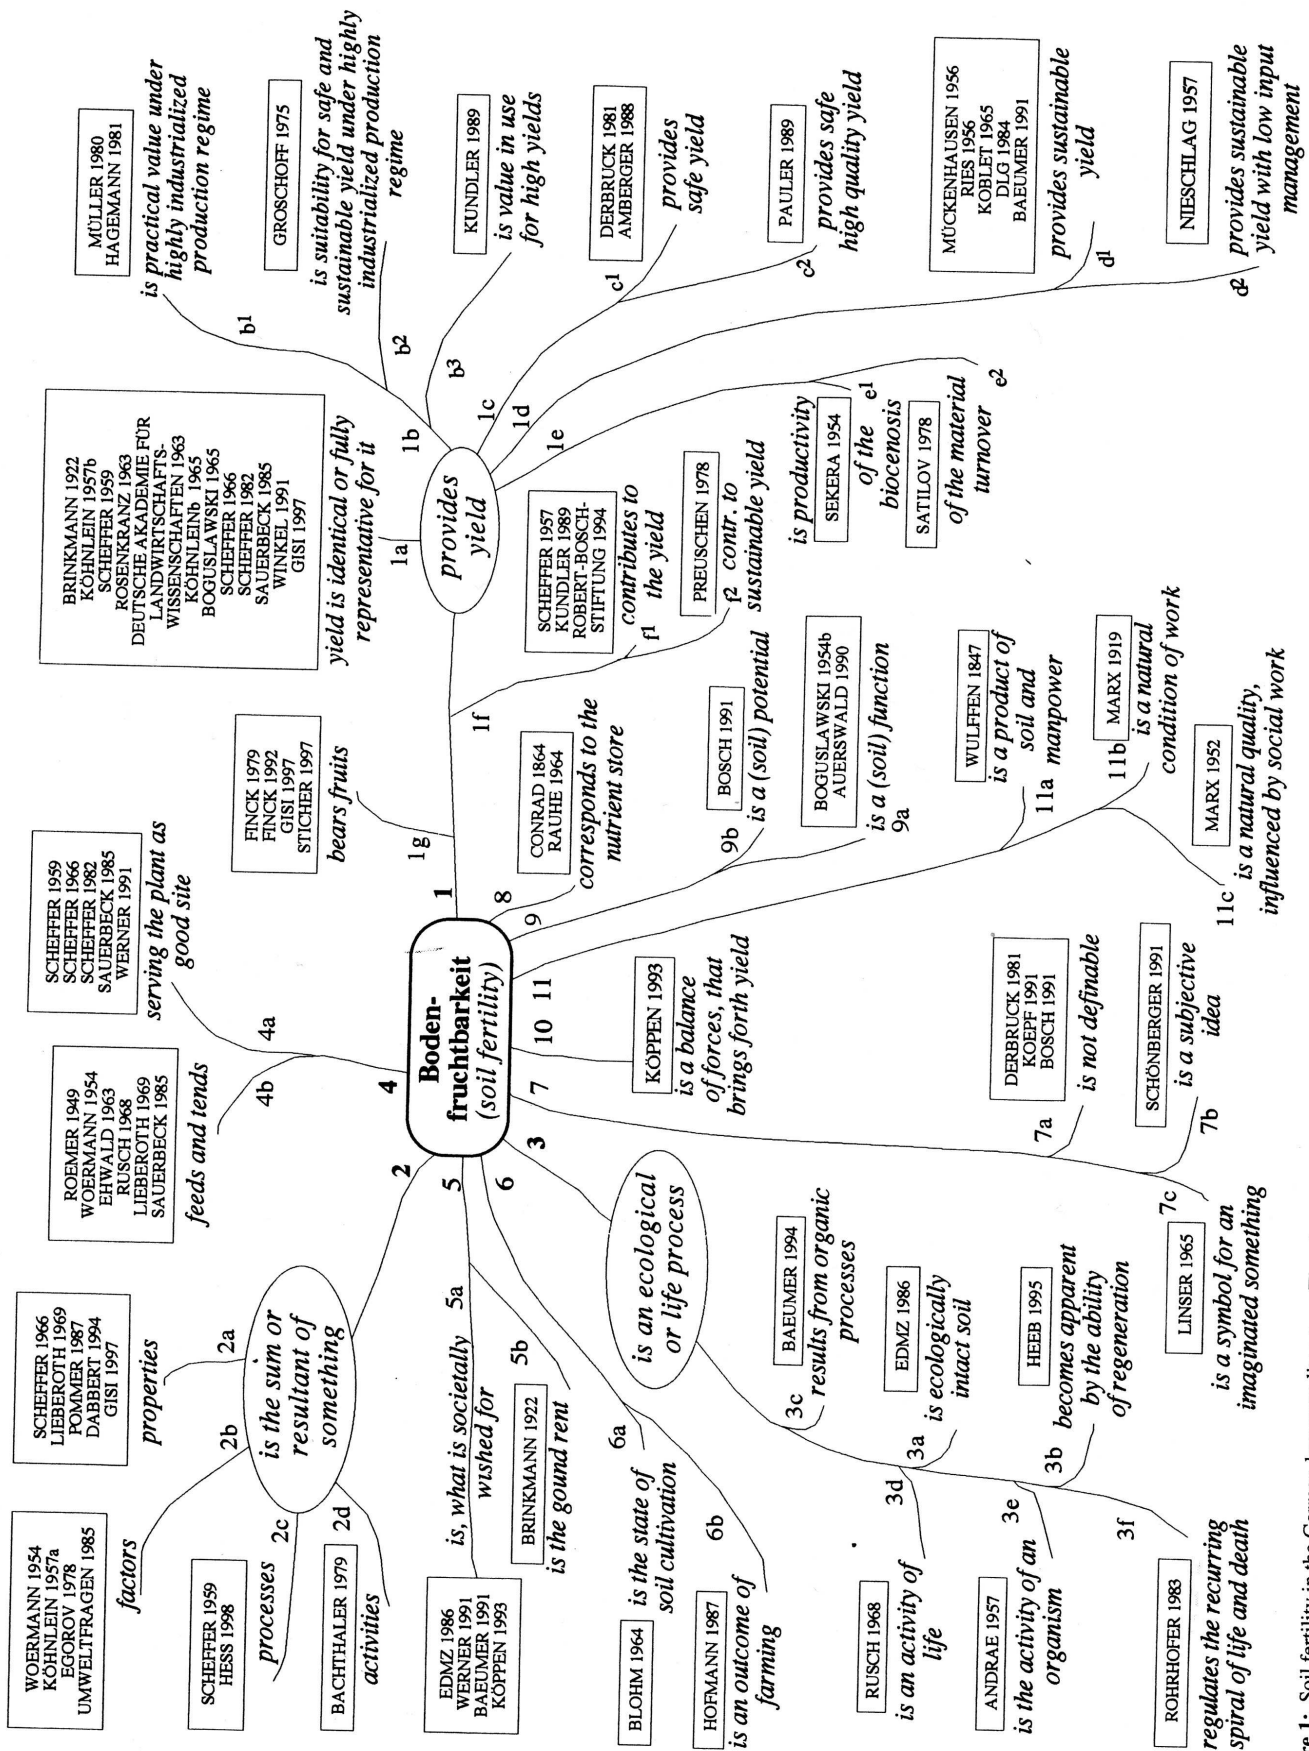 Boden-
fruchtbarkeit
(soil fertility)
1
provides
yield
1a
BRINKMANN 1922
KÖHNLEIN 1957b
SCHEFFER 1959
ROSENKRANZ 1963
DEUTSCHE AKADEMIE FÜR
LANDWIRTSCHAFTS-
WISSENSCHAFTEN 1963
KÖHNLEINb 1965
BOGUSLAWSKI 1965
SCHEFFER 1966
SCHEFFER 1982
SAUERBECK 1985
WINKEL 1991
GISI 1997
yield is identical or fully
representative for it
1b
b1
MÜLLER 1980
HAGEMANN 1981
is practical value under
highly industrialized
production regime
b2
GROSCHOFF 1975
is suitability for safe and
sustainable yield under highly
industrialized production
regime
b3
KUNDLER 1989
is value in use
for high yields
1c
c1
DERBRUCK 1981
AMBERGER 1988
provides
safe yield
c2
PAULER 1989
provides safe
high quality yield
1d
d1
MÜCKENHAUSEN 1956
RIES 1956
KOBLET 1965
DLG 1984
BAEUMER 1991
provides sustainable
yield
d2
NIESCHLAG 1957
provides sustainable
yield with low input
management
1e
is productivity
e1
SEKERA 1954
of the
biocenosis
SATILOV 1978
of the material
turnover
e2
1f
SCHEFFER 1957
KUNDLER 1989
ROBERT-BOSCH-
STIFTUNG 1994
f1
contributes to
the yield
PREUSCHEN 1978
f2 contr. to
sustainable yield
1g
FINCK 1979
FINCK 1992
GISI 1997
STICHER 1997
bears fruits
8
CONRAD 1864
RAUHE 1964
corresponds to the
nutrient store
9
9b
BOSCH 1991
is a (soil) potential
BOGUSLAWSKI 1954b
AUERSWALD 1990
is a (soil) function
9a
11
WULFFEN 1847
is a product of
soil and
manpower
11a
11b
MARX 1919
is a natural
condition of work
MARX 1952
11c
is a natural quality,
influenced by social work
10
KÖPPEN 1993
is a balance
of forces, that
brings forth yield
7
7a
DERBRUCK 1981
KOEPF 1991
BOSCH 1991
is not definable
SCHÖNBERGER 1991
7b
is a subjective
idea
7c
LINSER 1965
is a symbol for an
imaginated something
4
4a
SCHEFFER 1959
SCHEFFER 1966
SCHEFFER 1982
SAUERBECK 1985
WERNER 1991
serving the plant as
good site
4b
ROEMER 1949
WOERMANN 1954
EHWALD 1963
RUSCH 1968
LIEBEROTH 1969
SAUERBECK 1985
feeds and tends
2
is the sum or
resultant of
something
2a
SCHEFFER 1966
LIEBEROTH 1969
POMMER 1987
DABBERT 1994
GISI 1997
properties
2b
WOERMANN 1954
KÖHNLEIN 1957a
EGOROV 1978
UMWELTFRAGEN 1985
factors
2c
SCHEFFER 1959
HESS 1998
processes
2d
BACHTHALER 1979
activities
5
5a
is, what is societally
wished for
EDMZ 1986
WERNER 1991
BAEUMER 1991
KÖPPEN 1993
5b
BRINKMANN 1922
is the gound rent
6
6a
BLOHM 1964
is the state of
soil cultivation
6b
HOFMANN 1987
is an outcome of
farming
3
is an ecological
or life process
3c
BAEUMER 1994
results from organic
processes
3a
EDMZ 1986
is ecologically
intact soil
3d
RUSCH 1968
is an activity of
life
3b
HEEB 1995
becomes apparent
by the ability
of regeneration
3e
ANDRAE 1957
is the activity of an
organism
3f
ROHRHOFER 1983
regulates the recurring
spiral of life and death